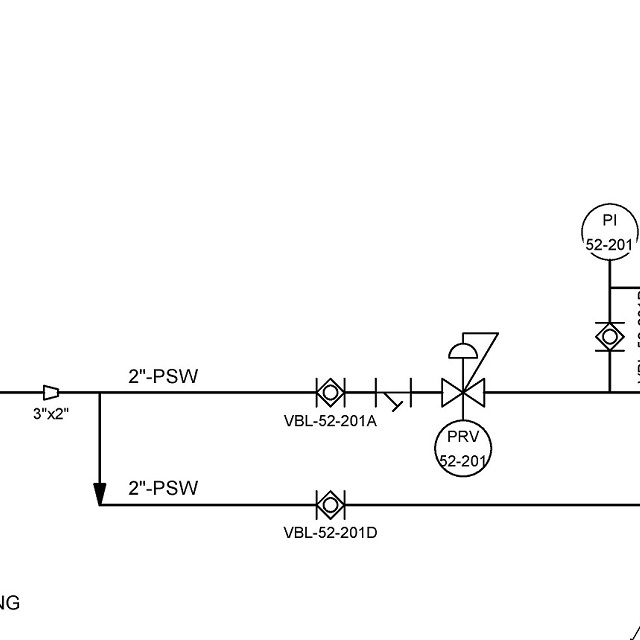 PI
52-201
2"-PSW
3"x2"
VBL-52-201A
PRV
52-201
2"-PSW
VBL-52-201D
NG